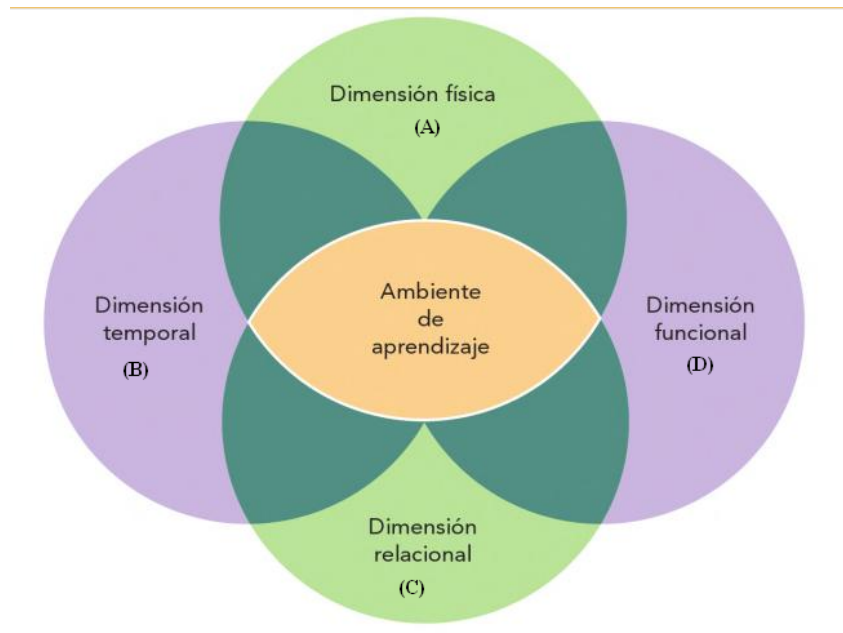 Dimensión física
(A)
Dimensión
temporal
(B)
Ambiente
de
aprendizaje
Dimensión
funcional
(D)
Dimensión
relacional
(C)